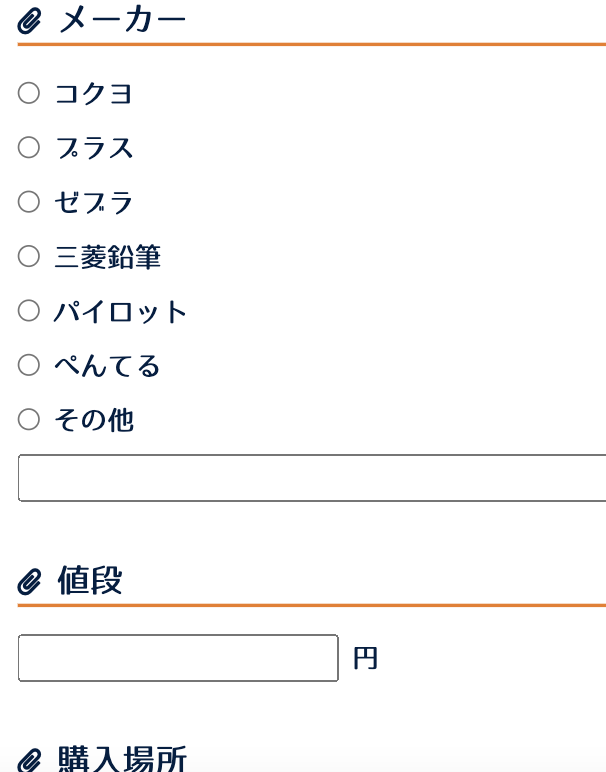 メーカー
コクヨ
プラス
ゼブラ
三菱鉛筆
パイロット
ぺんてる
その他
値段
円
購入場所